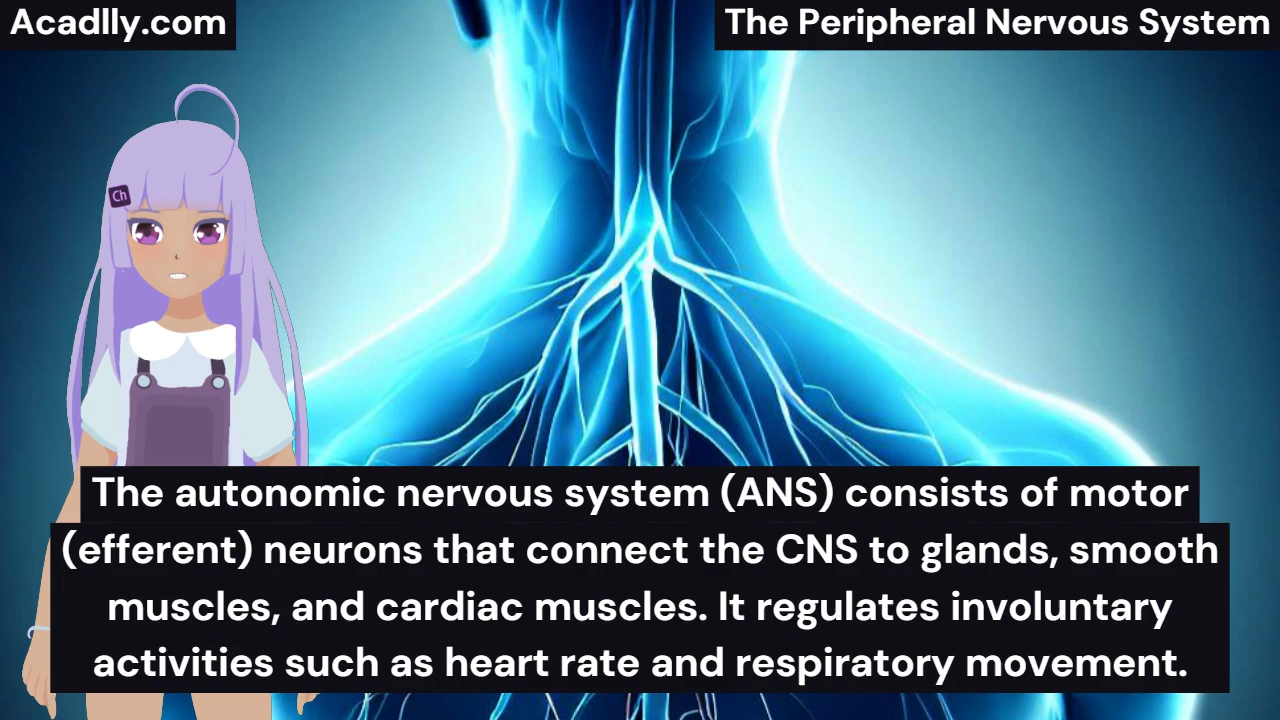 Acadlly.com
The Peripheral Nervous System
Ch
The autonomic nervous system (ANS) consists of motor
(efferent) neurons that connect the CNS to glands, smooth
muscles, and cardiac muscles. It regulates involuntary
activities such as heart rate and respiratory movement.